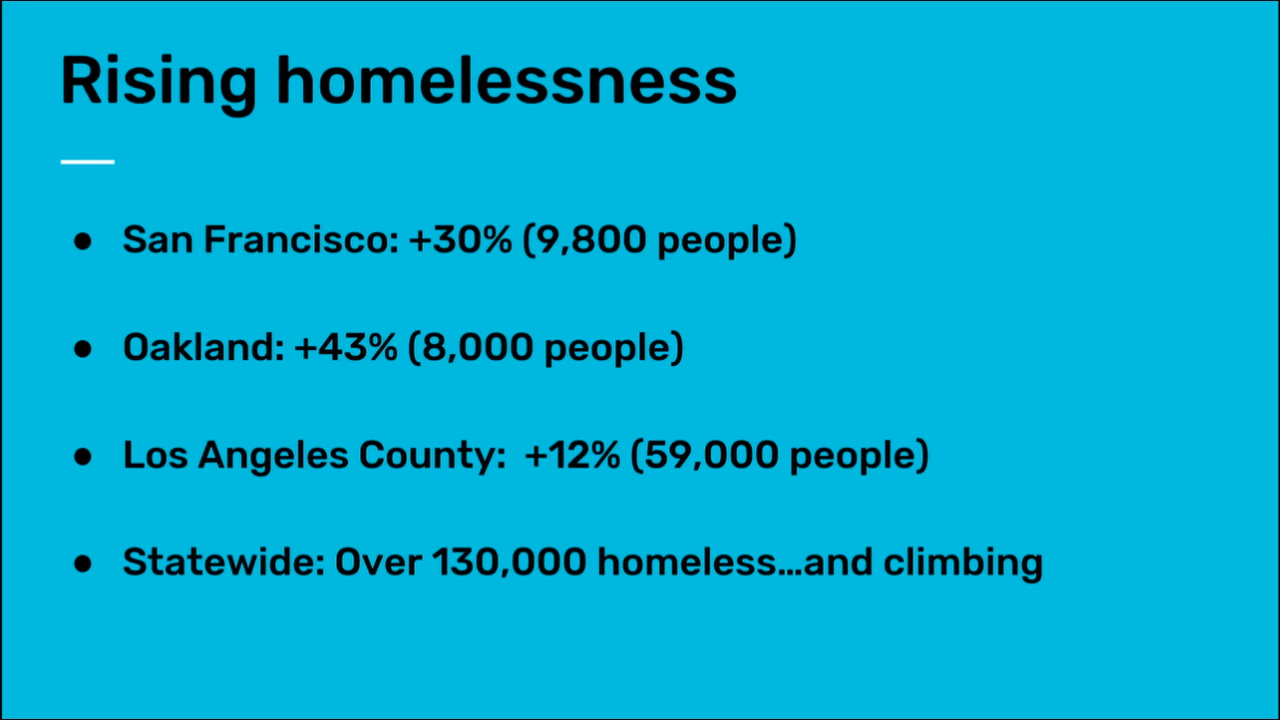 Rising homelessness
● San Francisco: +30% (9,800 people)
● Oakland: +43% (8,000 people)
● Los Angeles County: +12% (59,000 people)
● Statewide: Over 130,000 homeless...and climbing